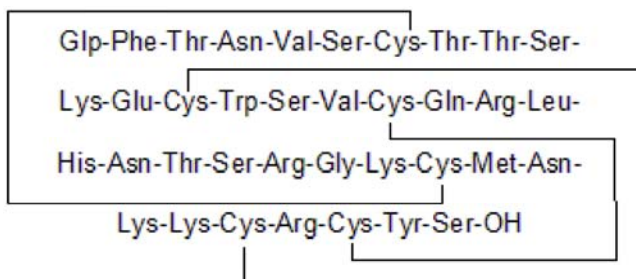 Glp-Phe-Thr-Asn-Val-Ser-Cys-Thr-Thr-Ser-
Lys-Glu-Cys-Trp-Ser-Val-Cys-Gln-Arg-Leu-
His-Asn-Thr-Ser-Arg-Gly-Lys-Cys-Met-Asn-
Lys-Lys-Cys-Arg-Cys-Tyr-Ser-OH